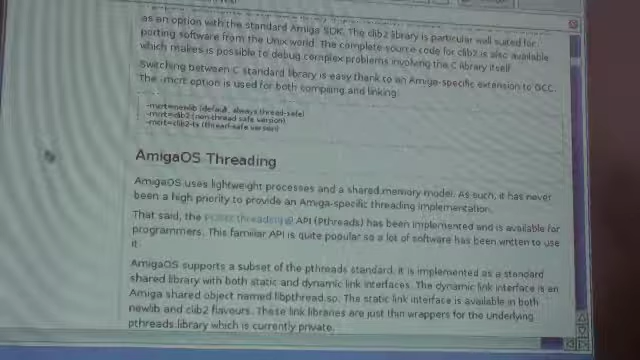 as an option with the standard Amiga SDK. The clib2 library is particular well suited for
porting software from the Unix world. The complete source code for clib2 is also available
which makes is possible to debug complex problems involving the C library itself.
Switching between C standard library is easy thank to an Amiga-specific extension to GCC.
The -mcrt option is used for both compiling and linking:
-mcrt=newlib (default, always thread-safe)
-mcrt=clib2 (non-thread safe version)
-mcrt=clib2-ts (thread-safe version)
AmigaOS Threading
AmigaOS uses lightweight processes and a shared memory model. As such, it has never
been a high priority to provide an Amiga-specific threading implementation.
That said, the POSIX threading API (Pthreads) has been implemented and is available for
programmers. This familiar API is quite popular so a lot of software has been written to use
it.
AmigaOS supports a subset of the pthreads standard. It is implemented as a standard
shared library with both static and dynamic link interfaces. The dynamic link interface is an
Amiga shared object named libpthread.so. The static link interface is available in both
newlib and clib2 flavours. These link libraries are just thin wrappers for the underlying
pthreads.library which is currently private.